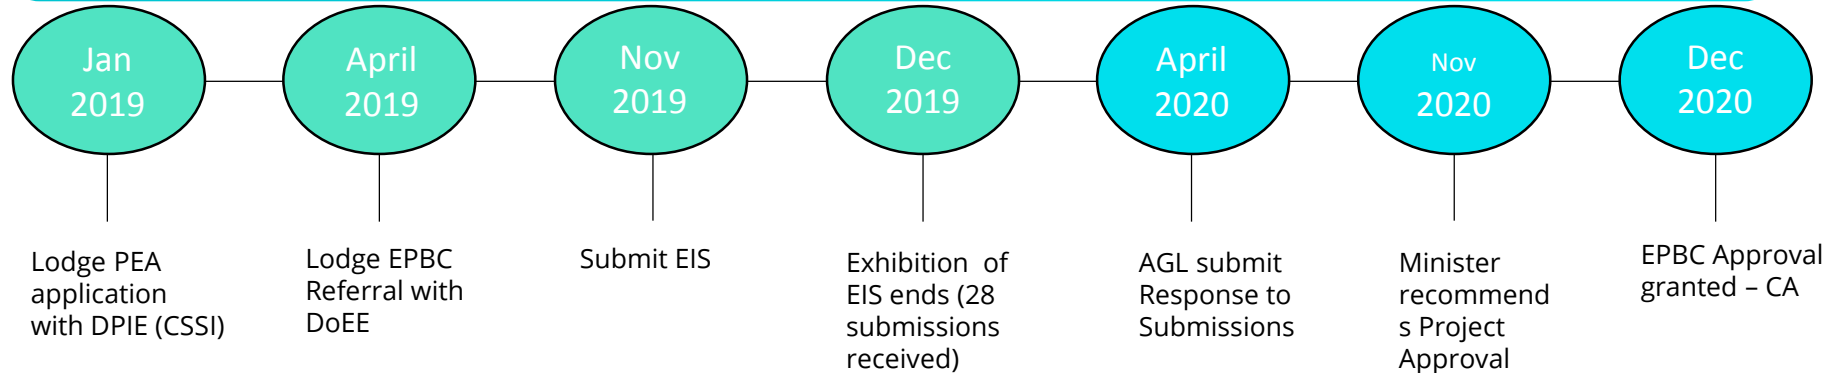 Jan
2019
April
2019
Nov
2019
Dec
2019
April
2020
Nov
2020
Dec
2020
Lodge PEA
application
with DPIE (CSSI)
Lodge EPBC
Referral with
DoEE
Submit EIS
Exhibition of
EIS ends (28
submissions
received)
AGL submit
Response to
Submissions
Minister
recommend
s Project
Approval
EPBC Approval
granted – CA